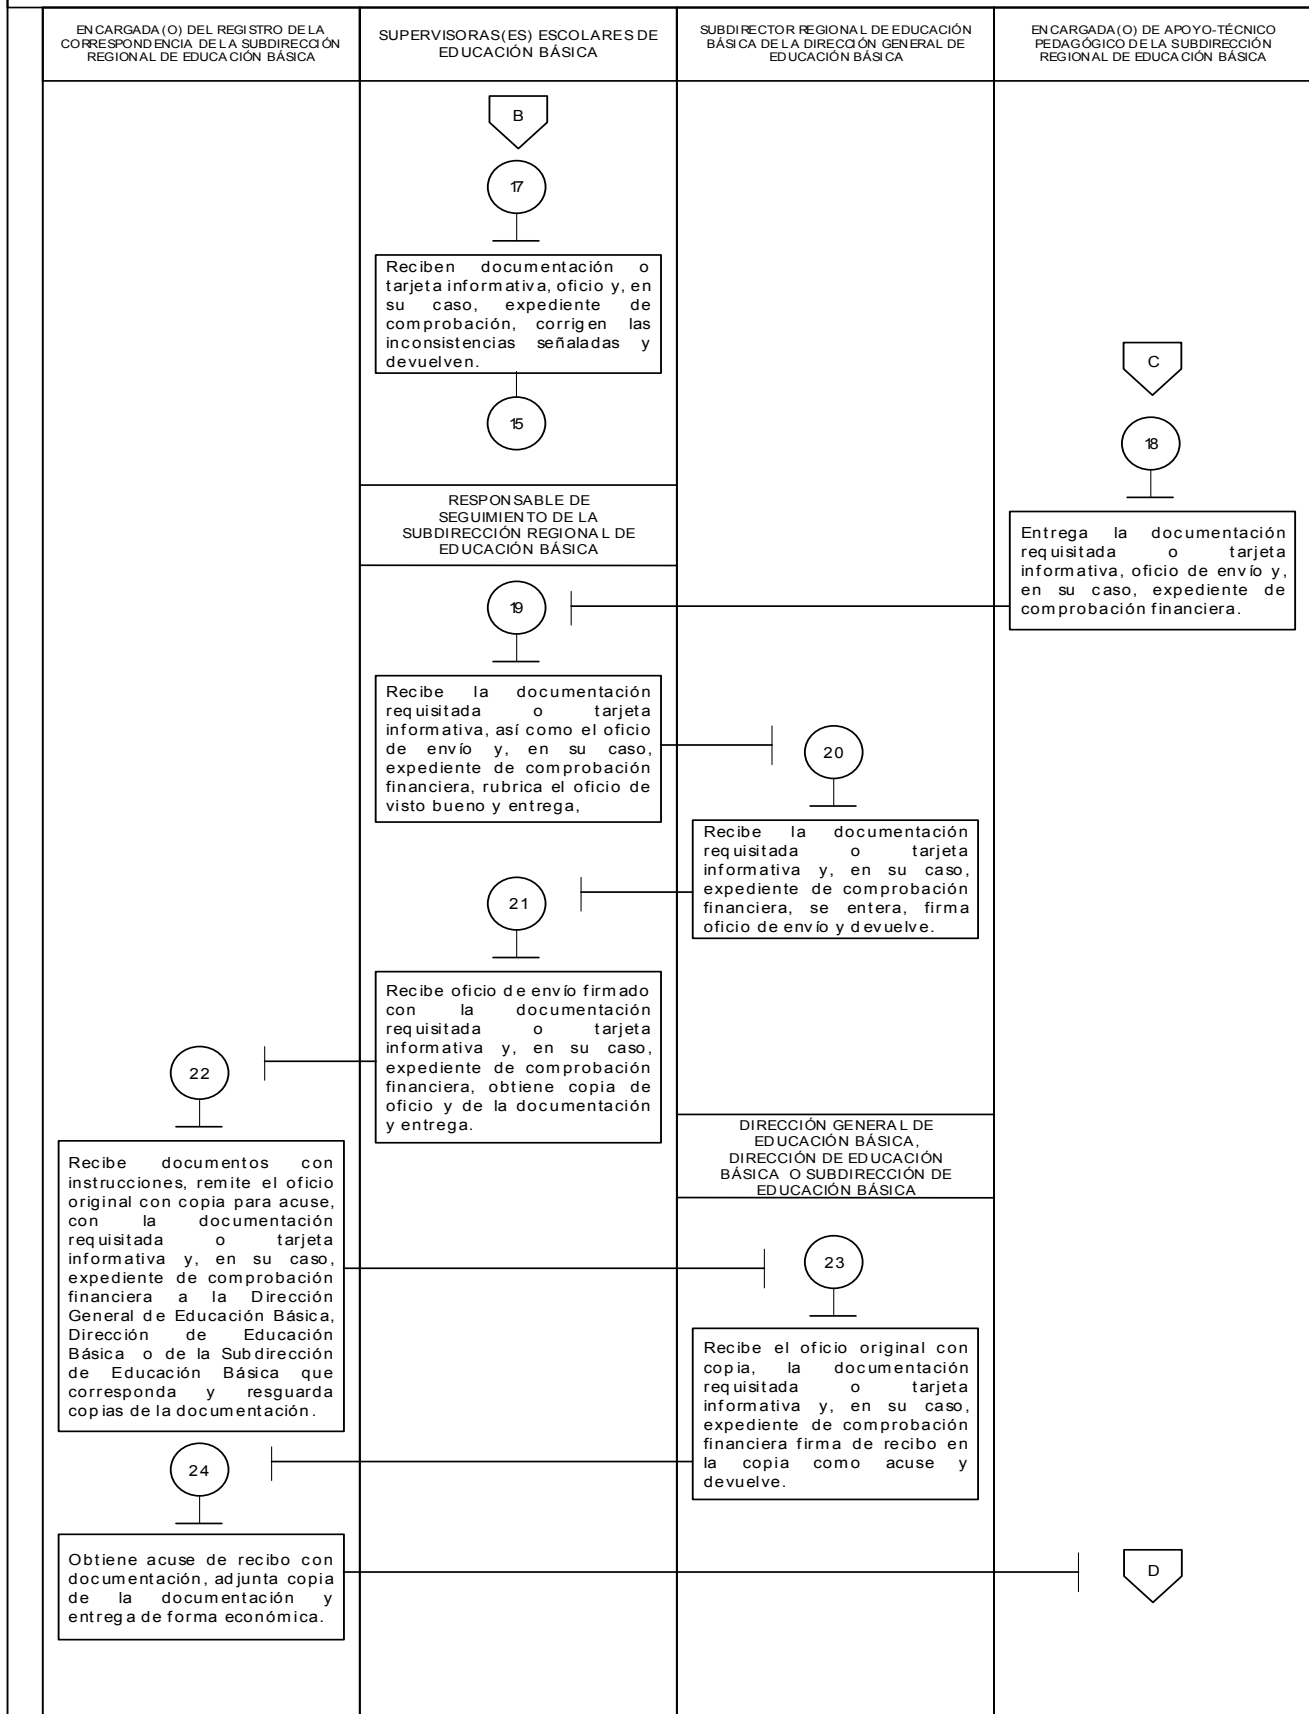 ENCARGADA(O) DEL REGISTRO DE LA
CORRESPONDENCIA DE LA SUBDIRECCIÓN
REGIONAL DE EDUCACIÓN BÁSICA
SUPERVISORAS(ES) ESCOLARES DE
EDUCACIÓN BÁSICA
SUBDIRECTOR REGIONAL DE EDUCACIÓN
BÁSICA DE LA DIRECCIÓN GENERAL DE
EDUCACIÓN BÁSICA
ENCARGADA(O) DE APOYO-TÉCNICO
PEDAGÓGICO DE LA SUBDIRECCIÓN
REGIONAL DE EDUCACIÓN BÁSICA
B
17
Reciben documentación o
tarjeta informativa, oficio y, en
su caso, expediente de
comprobación, corrigen las
inconsistencias señaladas y
devuelven.
15
C
18
Entrega la documentación
requisitada o tarjeta
informativa, oficio de envío y,
en su caso, expediente de
comprobación financiera.
RESPONSABLE DE
SEGUIMIENTO DE LA
SUBDIRECCIÓN REGIONAL DE
EDUCACIÓN BÁSICA
19
Recibe la documentación
requisitada o tarjeta
informativa, así como el oficio
de envío y, en su caso,
expediente de comprobación
financiera, rubrica el oficio de
visto bueno y entrega,
20
Recibe la documentación
requisitada o tarjeta
informativa y, en su caso,
expediente de comprobación
financiera, se entera, firma
oficio de envío y devuelve.
21
Recibe oficio de envío firmado
con la documentación
requisitada o tarjeta
informativa y, en su caso,
expediente de comprobación
financiera, obtiene copia de
oficio y de la documentación
y entrega.
22
Recibe documentos con
instrucciones, remite el oficio
original con copia para acuse,
con la documentación
requisitada o tarjeta
informativa y, en su caso,
expediente de comprobación
financiera a la Dirección
General de Educación Básica,
Dirección de Educación
Básica o de la Subdirección
de Educación Básica que
corresponda y resguarda
copias de la documentación.
DIRECCIÓN GENERAL DE
EDUCACIÓN BÁSICA,
DIRECCIÓN DE EDUCACIÓN
BÁSICA O SUBDIRECCIÓN DE
EDUCACIÓN BÁSICA
23
Recibe el oficio original con
copia, la documentación
requisitada o tarjeta
informativa y, en su caso,
expediente de comprobación
financiera firma de recibo en
la copia como acuse y
devuelve.
24
Obtiene acuse de recibo con
documentación, adjunta copia
de la documentación y
entrega de forma económica.
D